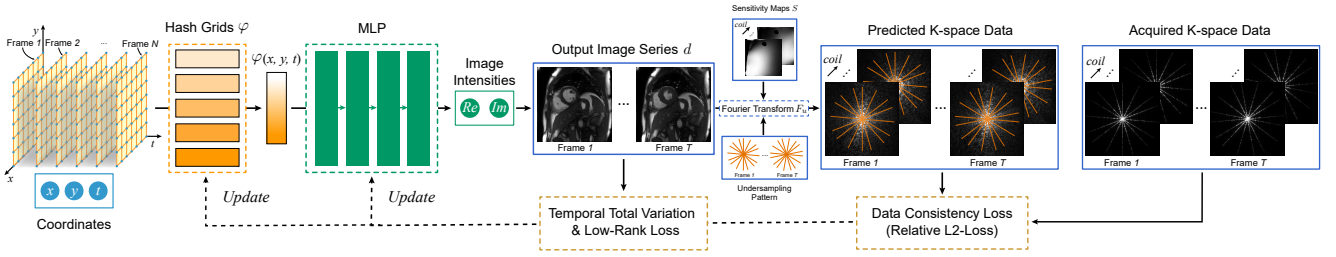 y
Frame 1
Frame 2
...
Frame N
t
x
x y t
Coordinates
Hash Grids φ
φ(x, y, t)
MLP
Image
Intensities
Re Im
Update
Update
Output Image Series d
...
Frame 1
Frame T
Temporal Total Variation
& Low-Rank Loss
Sensitivity Maps S
coil
...
Fourier Transform Fu
...
Frame 1
Frame T
Undersampling
Pattern
Predicted K-space Data
coil
...
...
...
Frame 1
Frame T
Data Consistency Loss
(Relative L2-Loss)
Acquired K-space Data
coil
...
...
...
Frame 1
Frame T